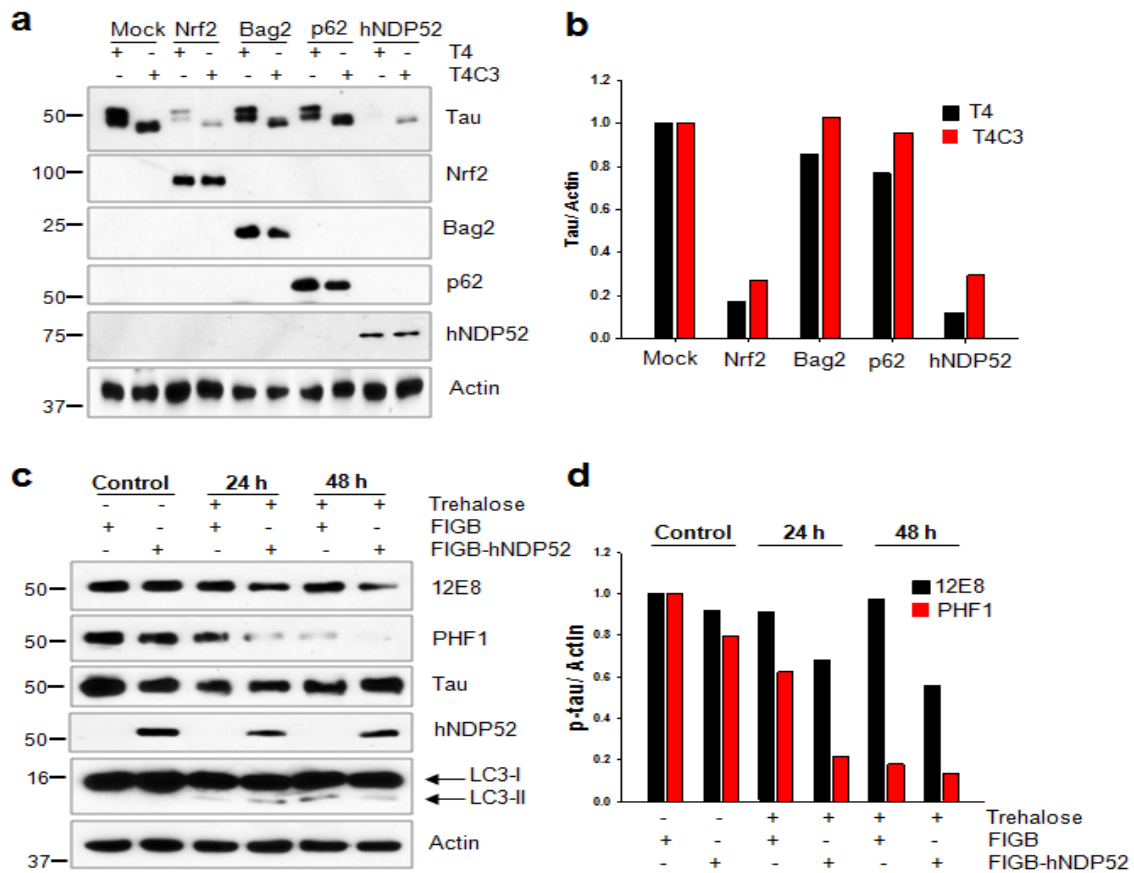 a
Mock Nrf2 Bag2 p62 hNDP52
+ - + - + - + - + - T4
- + - + - + - + - + T4C3
50 Tau
100 Nrf2
25 Bag2
p62
50
75 hNDP52
Actin
37
b
1.2
1.0
0.8
0.6
0.4
0.2
0.0
Tau/Actin
T4
T4C3
Mock Nrf2 Bag2 p62 hNDP52
c
Control 24 h 48 h
- - + + + + Trehalose
+ - + - + - FIGB
- + - + - + FIGB-hNDP52
50 12E8
50 PHF1
50 Tau
hNDP52
50
16 LC3-I
LC3-II
Actin
37
d
Control 24 h 48 h
1.2
1.0
0.8
0.6
0.4
0.2
0.0
p-tau/Actin
12E8
PHF1
- - + + + + Trehalose
+ - + - + - FIGB
- + - + - + FIGB-hNDP52